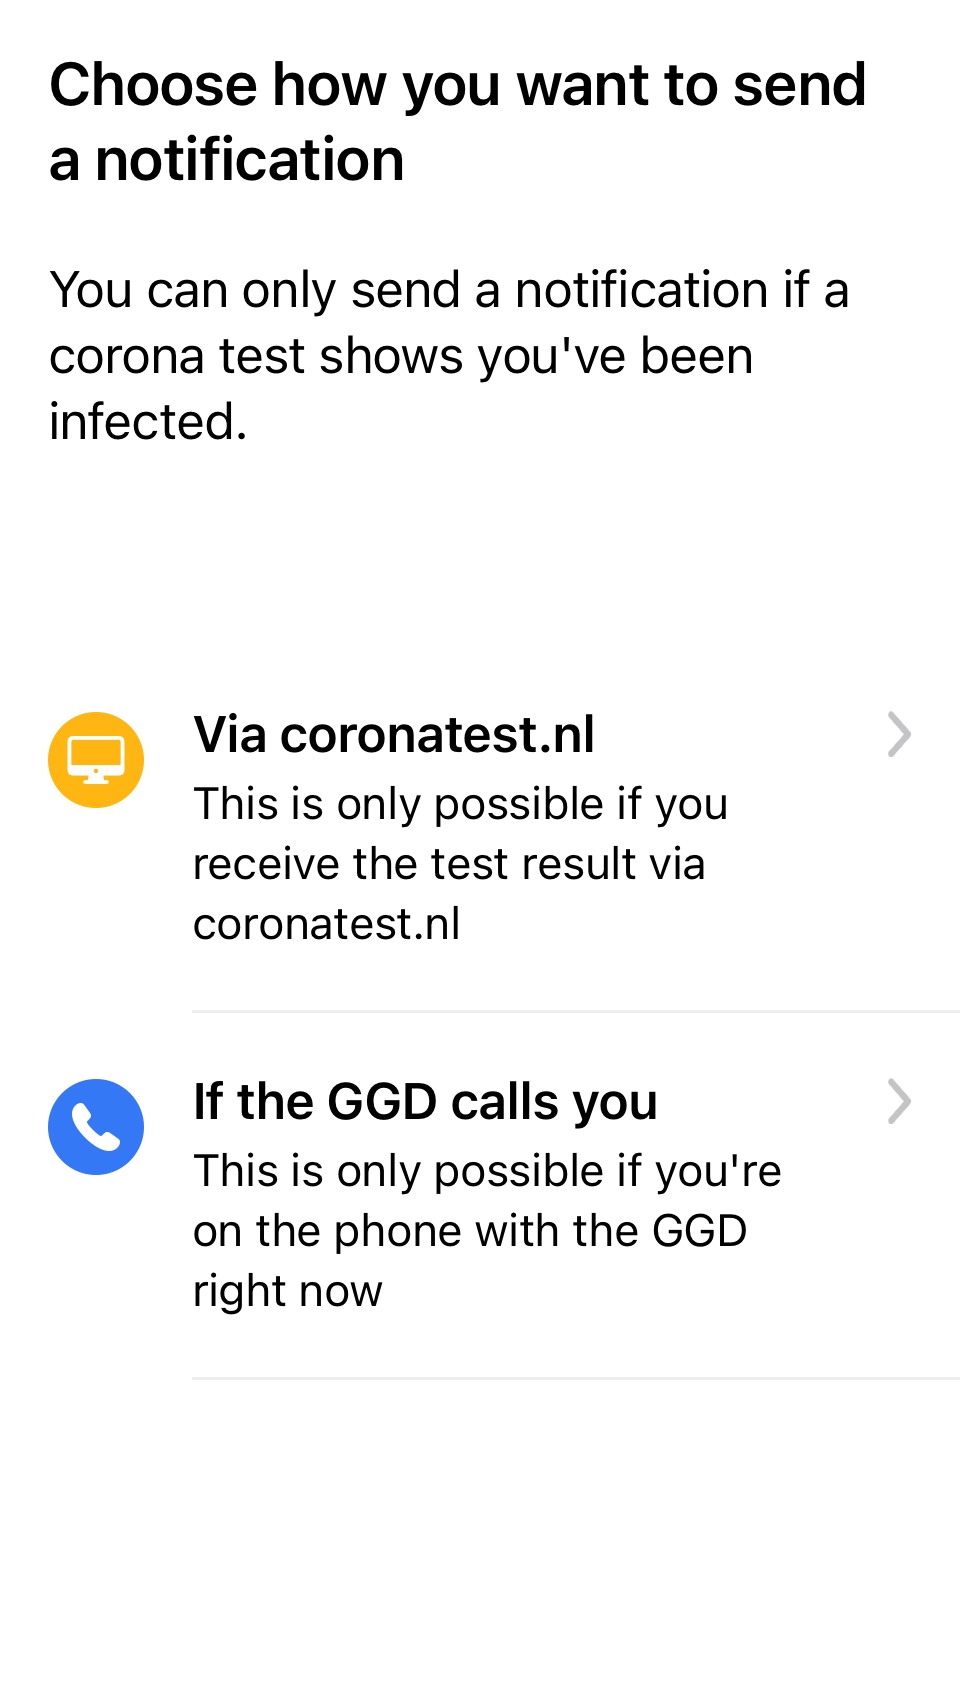 Choose how you want to send
a notification
You can only send a notification if a
corona test shows you've been
infected.
Via coronatest.nl
This is only possible if you
receive the test result via
coronatest.nl
If the GGD calls you
This is only possible if you're
on the phone with the GGD
right now